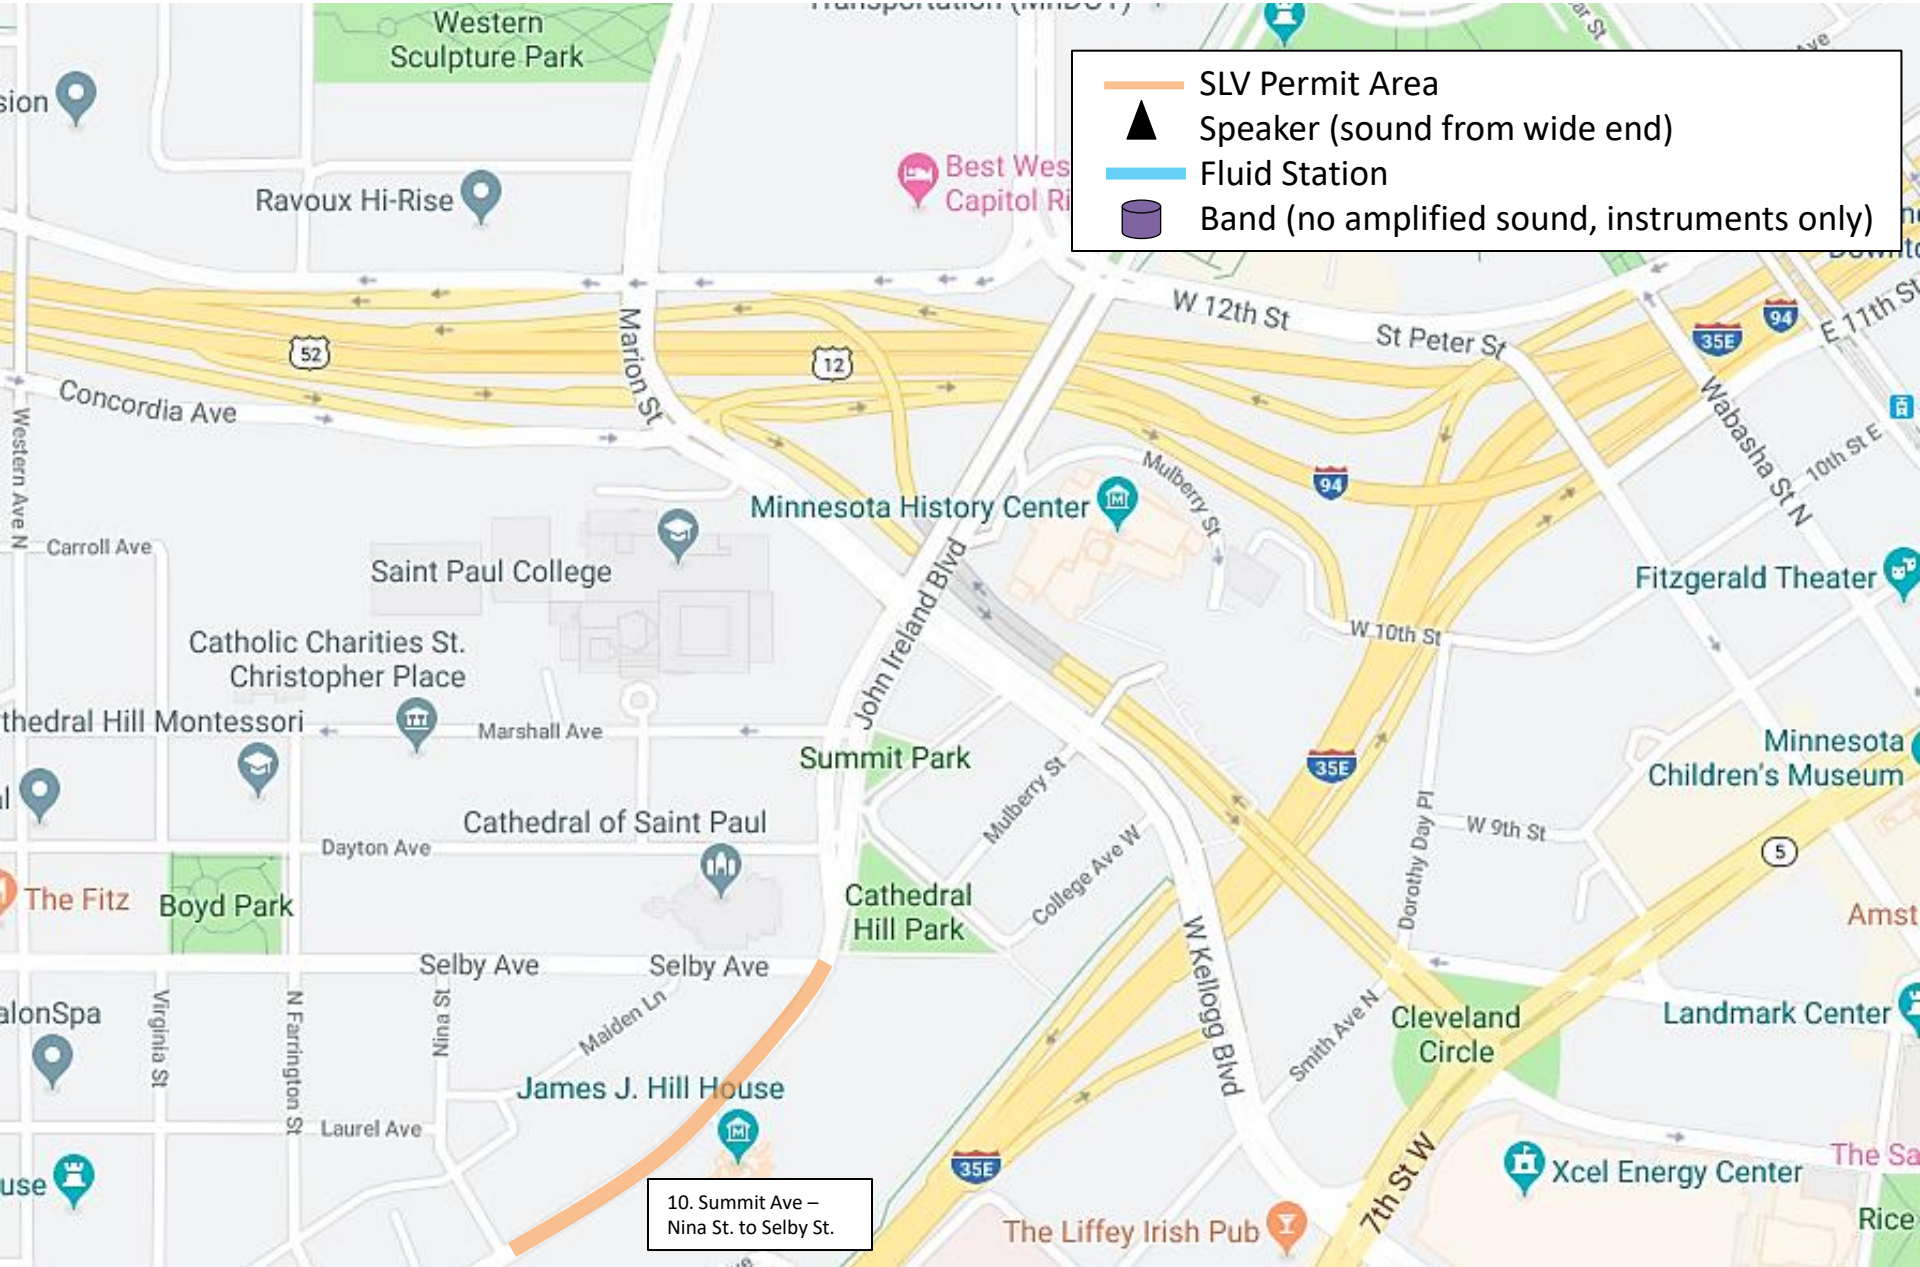 Transportation (MnDOT)
Western
Sculpture Park
SLV Permit Area
Speaker (sound from wide end)
Fluid Station
Band (no amplified sound, instruments only)
Ravoux Hi-Rise
Best Wes
Capitol Ri
W 12th St
St Peter St
E 11th St
35E
94
52
12
Marion St
Concordia Ave
Western Ave N
Wabasha St N
10th St E
94
Mulberry St
Minnesota History Center
Carroll Ave
Saint Paul College
John Ireland Blvd
Fitzgerald Theater
W 10th St
Catholic Charities St.
Christopher Place
thedral Hill Montessori
Marshall Ave
Summit Park
35E
Minnesota
Children's Museum
Mulberry St
College Ave W
Dorothy Day Pl
W 9th St
5
Cathedral of Saint Paul
Dayton Ave
The Fitz
Boyd Park
Cathedral
Hill Park
Amst
W Kellogg Blvd
Selby Ave
Selby Ave
alonSpa
Virginia St
N Farrington St
Nina St
Maiden Ln
Smith Ave N
Cleveland
Circle
Landmark Center
James J. Hill House
Laurel Ave
35E
7th St W
Xcel Energy Center
The Sa
use
10. Summit Ave –
Nina St. to Selby St.
The Liffey Irish Pub
Rice